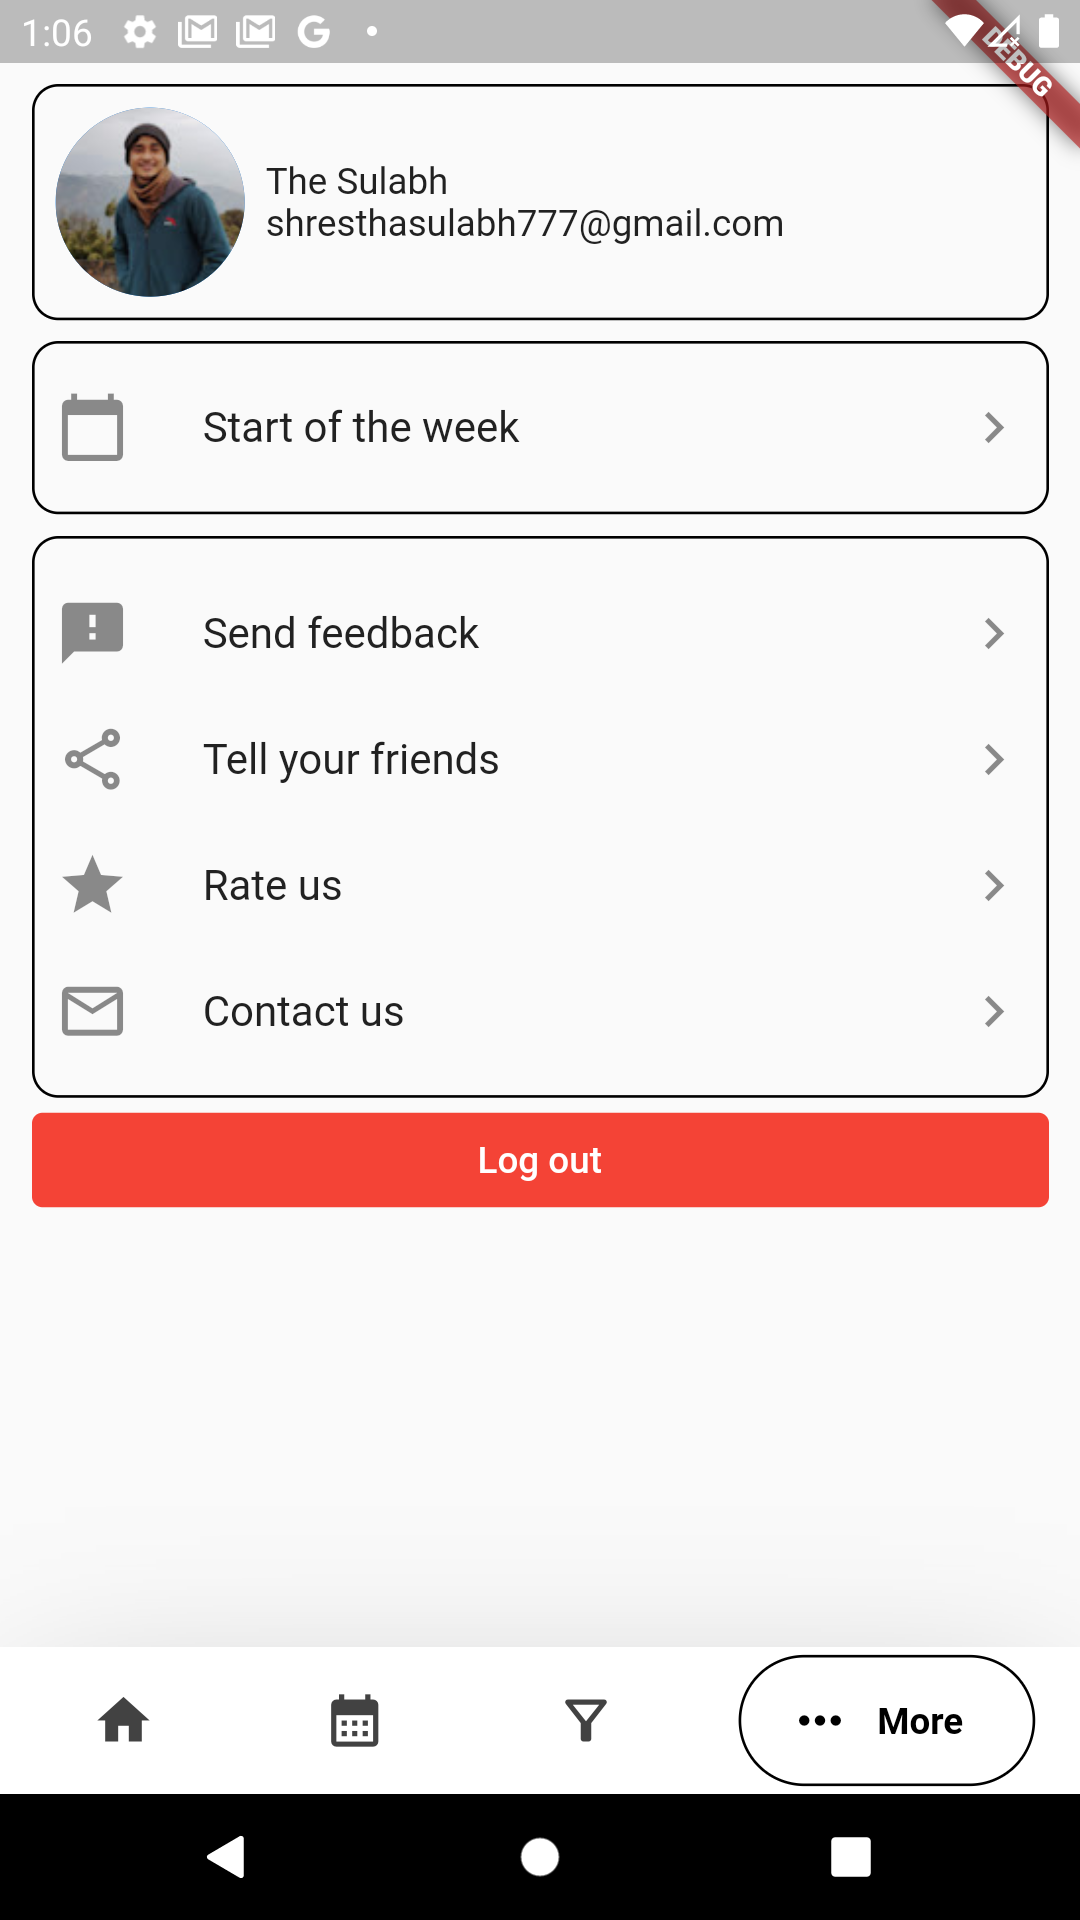 1:06
DEBUG
The Sulabh
shresthasulabh777@gmail.com
Start of the week
Send feedback
Tell your friends
Rate us
Contact us
Log out
More